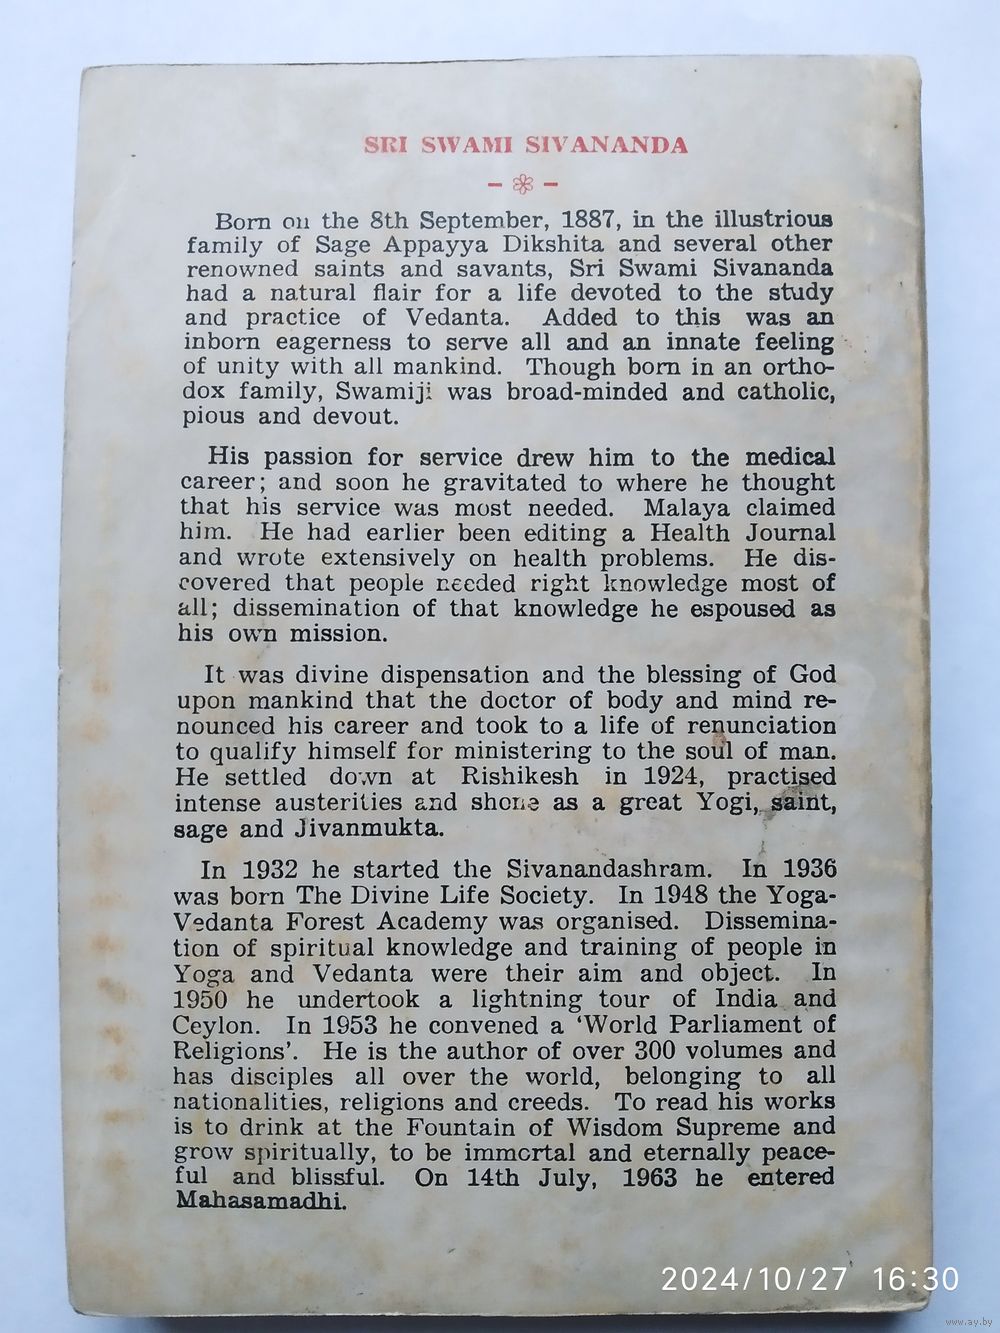 SRI SWAMI SIVANANDA
Born on the 8th September, 1887, in the illustrious
family of Sage Appayya Dikshita and several other
renowned saints and savants, Sri Swami Sivananda
had a natural flair for a life devoted to the study
and practice of Vedanta. Added to this was an
inborn eagerness to serve all and an innate feeling
of unity with all mankind. Though born in an ortho-
dox family, Swamiji was broad-minded and catholic,
pious and devout.
His passion for service drew him to the medical
career; and soon he gravitated to where he thought
that his service was most needed. Malaya claimed
him. He had earlier been editing a Health Journal
and wrote extensively on health problems. He dis-
covered that people needed right knowledge most of
all; dissemination of that knowledge he espoused as
his own mission.
It was divine dispensation and the blessing of God
upon mankind that the doctor of body and mind re-
nounced his career and took to a life of renunciation
to qualify himself for ministering to the soul of man.
He settled down at Rishikesh in 1924, practised
intense austerities and shone as a great Yogi, saint,
sage and Jivanmukta.
In 1932 he started the Sivanandashram. In 1936
was born The Divine Life Society. In 1948 the Yoga-
Vedanta Forest Academy was organised. Dissemina-
tion of spiritual knowledge and training of people in
Yoga and Vedanta were their aim and object. In
1950 he undertook a lightning tour of India and
Ceylon. In 1953 he convened a ‘World Parliament of
Religions’. He is the author of over 300 volumes and
has disciples all over the world, belonging to all
nationalities, religions and creeds. To read his works
is to drink at the Fountain of Wisdom Supreme and
grow spiritually, to be immortal and eternally peace-
ful and blissful. On 14th July, 1963 he entered
Mahasamadhi.
2024/10/27 16:30
www.ay.by